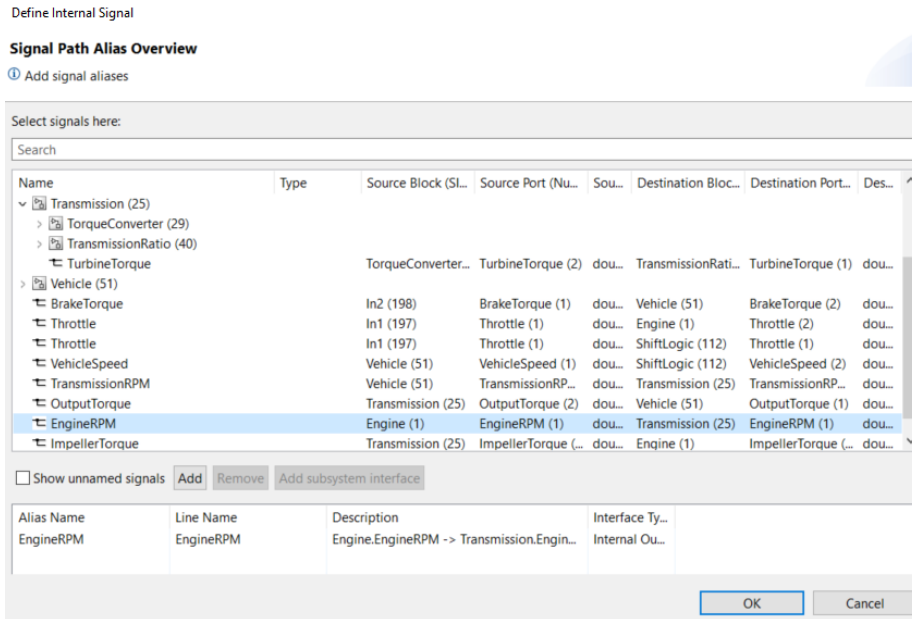 Define Internal Signal
Signal Path Alias Overview
Add signal aliases
Select signals here:
Search
Name Type Source Block (SI... Source Port (Nu... Sou... Destination Bloc... Destination Port... Des...
Transmission (25)
TorqueConverter (29)
TransmissionRatio (40)
TurbineTorque TorqueConverter... TurbineTorque (2) dou... TransmissionRati... TurbineTorque (1) dou...
Vehicle (51)
BrakeTorque In2 (198) BrakeTorque (1) dou... Vehicle (51) BrakeTorque (2) dou...
Throttle In1 (197) Throttle (1) dou... Engine (1) Throttle (2) dou...
Throttle In1 (197) Throttle (1) dou... ShiftLogic (112) Throttle (1) dou...
VehicleSpeed Vehicle (51) VehicleSpeed (1) dou... ShiftLogic (112) VehicleSpeed (2) dou...
TransmissionRPM Vehicle (51) TransmissionRP... dou... Transmission (25) TransmissionRP... dou...
OutputTorque Transmission (25) OutputTorque (2) dou... Vehicle (51) OutputTorque (1) dou...
EngineRPM Engine (1) EngineRPM (1) dou... Transmission (25) EngineRPM (1) dou...
ImpellerTorque Transmission (25) ImpellerTorque (... dou... Engine (1) ImpellerTorque (... dou...
Show unnamed signals Add Remove Add subsystem interface
Alias Name Line Name Description Interface Ty...
EngineRPM EngineRPM Engine.EngineRPM -> Transmission.Engin... Internal Ou...
OK Cancel